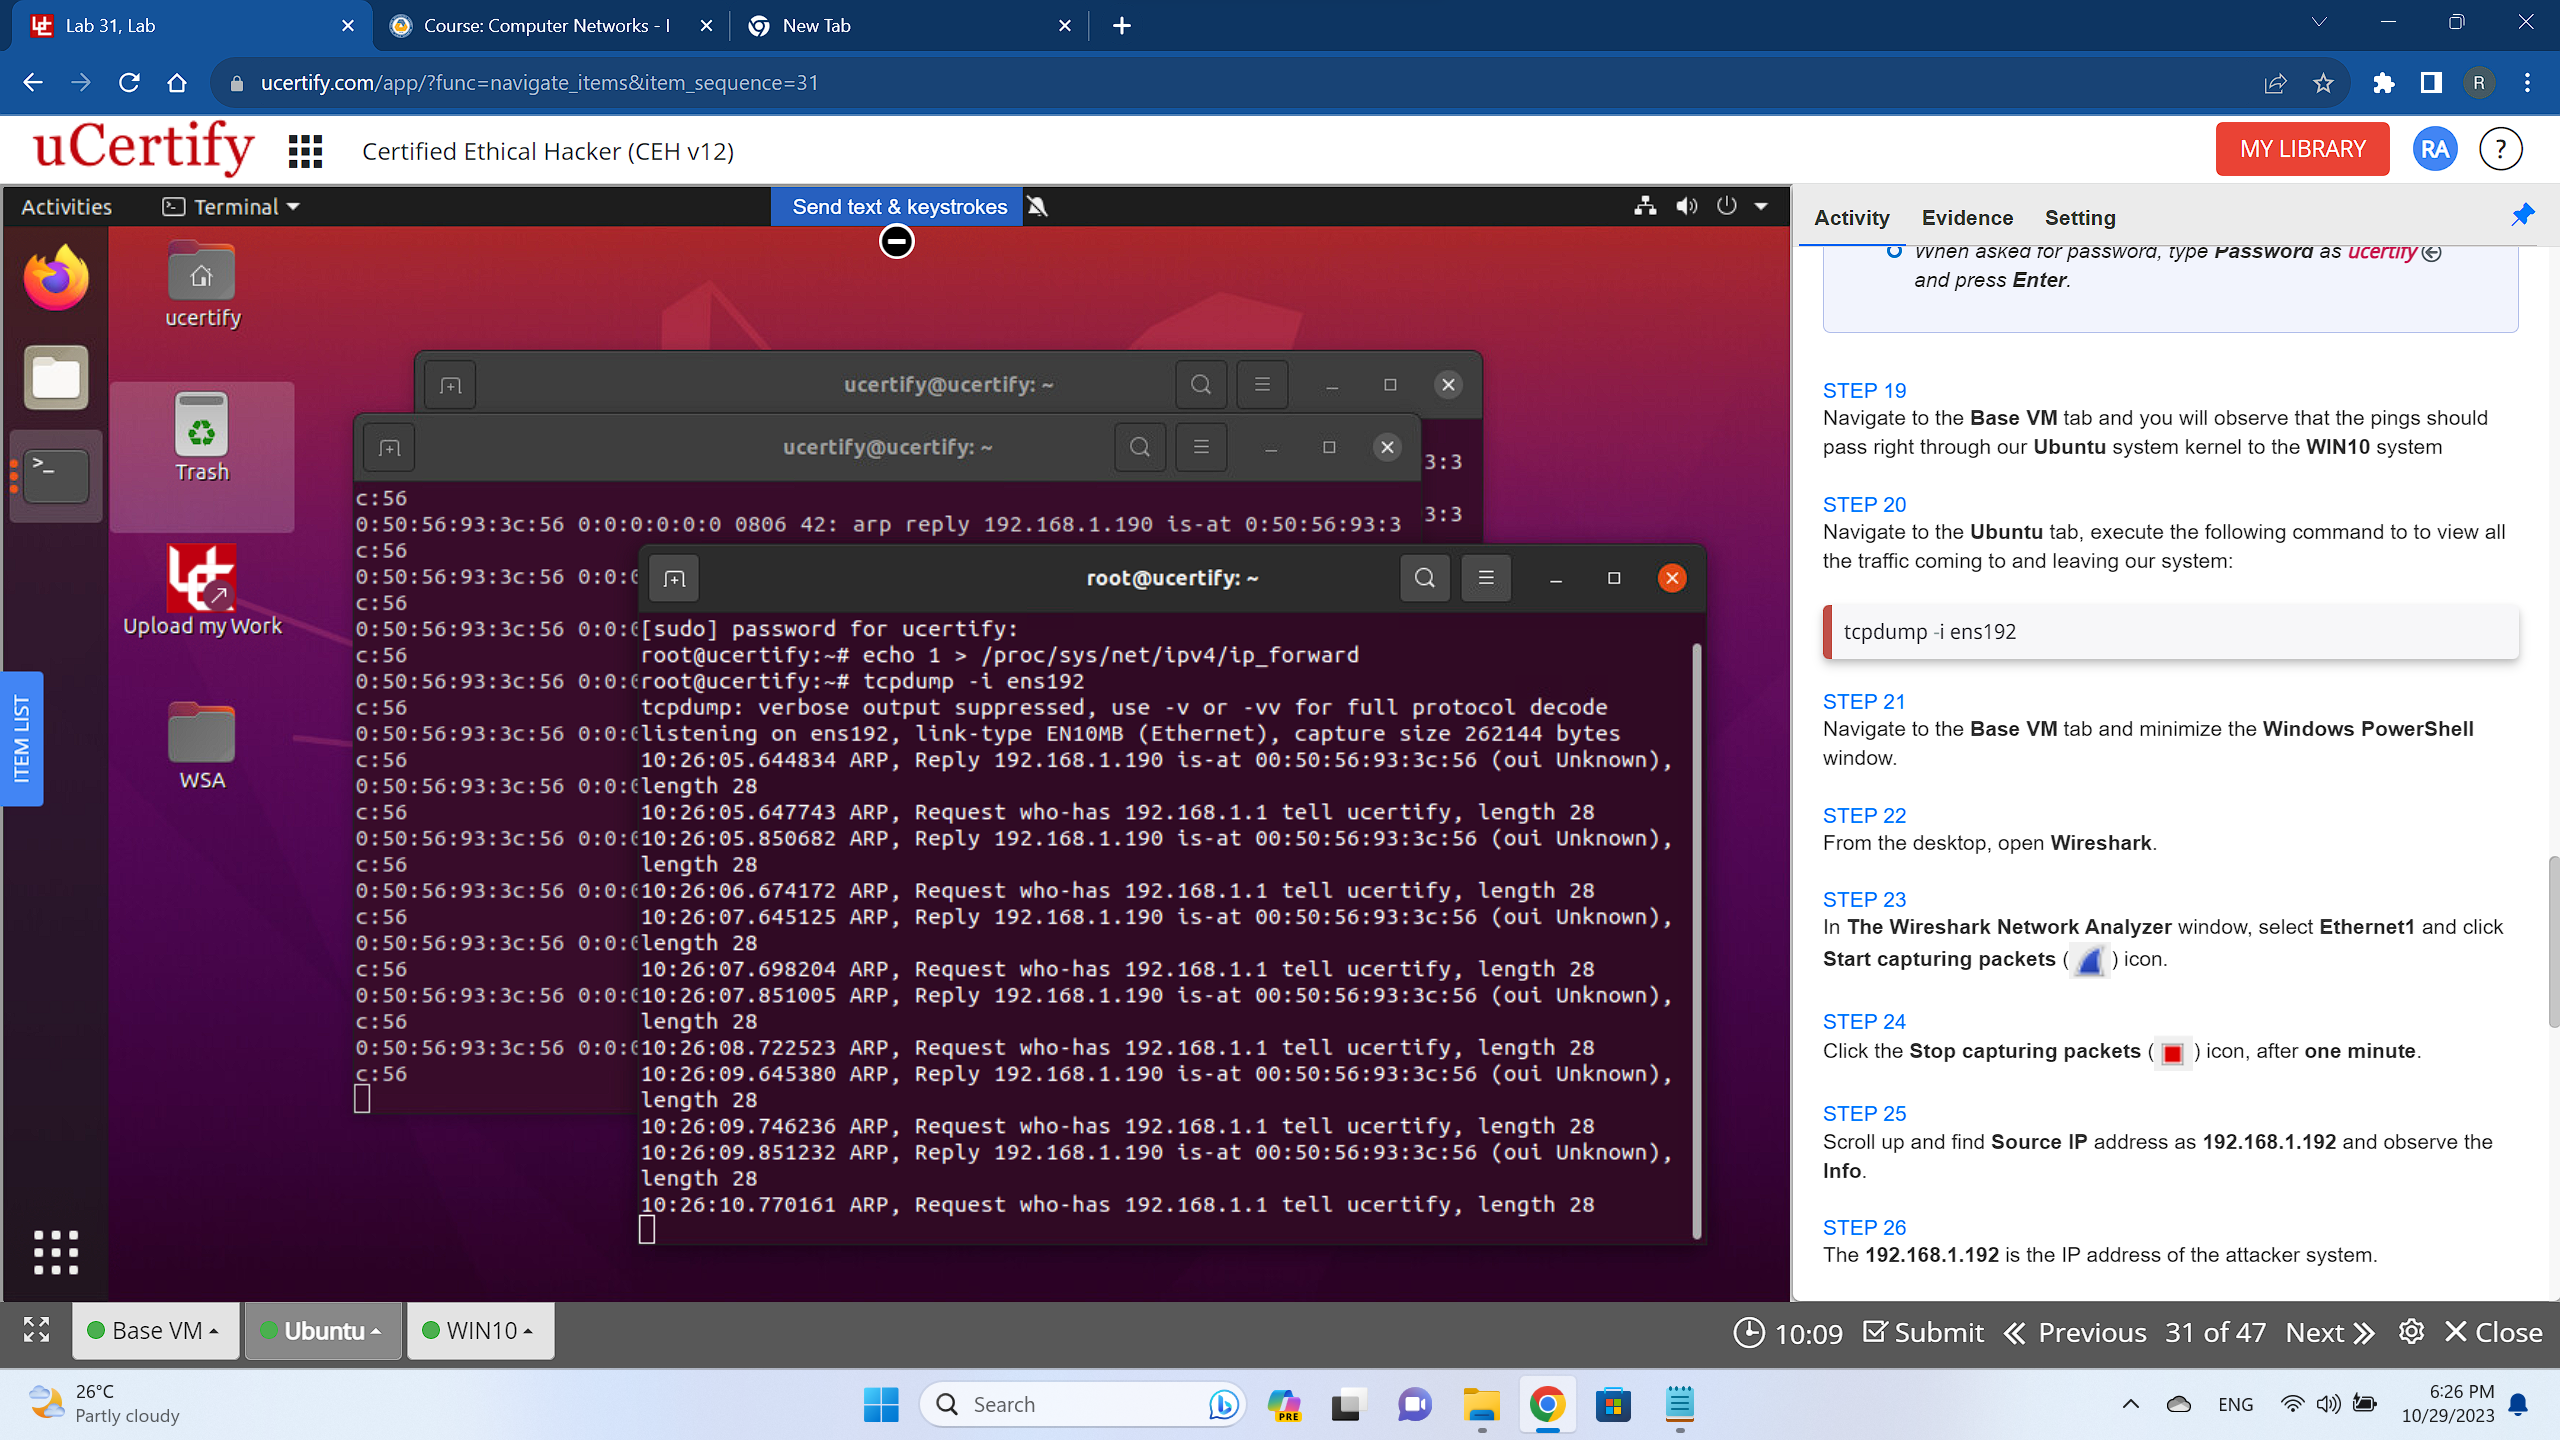 Lab 31, Lab
Course: Computer Networks - I
New Tab
ucertify.com/app/?func=navigate_items&item_sequence=31
R
uCertify
Certified Ethical Hacker (CEH v12)
MY LIBRARY
RA
?
Activities
Terminal
Send text & keystrokes
Activity
Evidence
Setting
When asked for password, type Password as ucertify
and press Enter.
ucertify
Trash
Upload my Work
WSA
ITEM LIST
ucertify@ucertify: ~
3:3
3:3
ucertify@ucertify: ~
c:56
0:50:56:93:3c:56 0:0:0:0:0:0 0806 42: arp reply 192.168.1.190 is-at 0:50:56:93:3
c:56
0:50:56:93:3c:56 0:0:0
c:56
0:50:56:93:3c:56 0:0:0
c:56
0:50:56:93:3c:56 0:0:0
c:56
0:50:56:93:3c:56 0:0:0
c:56
0:50:56:93:3c:56 0:0:0
c:56
0:50:56:93:3c:56 0:0:0
c:56
0:50:56:93:3c:56 0:0:0
c:56
0:50:56:93:3c:56 0:0:0
c:56
0:50:56:93:3c:56 0:0:0
c:56
0:50:56:93:3c:56 0:0:0
c:56
root@ucertify: ~
[sudo] password for ucertify:
root@ucertify:~# echo 1 > /proc/sys/net/ipv4/ip_forward
root@ucertify:~# tcpdump -i ens192
tcpdump: verbose output suppressed, use -v or -vv for full protocol decode
listening on ens192, link-type EN10MB (Ethernet), capture size 262144 bytes
10:26:05.644834 ARP, Reply 192.168.1.190 is-at 00:50:56:93:3c:56 (oui Unknown),
length 28
10:26:05.647743 ARP, Request who-has 192.168.1.1 tell ucertify, length 28
10:26:05.850682 ARP, Reply 192.168.1.190 is-at 00:50:56:93:3c:56 (oui Unknown),
length 28
10:26:06.674172 ARP, Request who-has 192.168.1.1 tell ucertify, length 28
10:26:07.645125 ARP, Reply 192.168.1.190 is-at 00:50:56:93:3c:56 (oui Unknown),
length 28
10:26:07.698204 ARP, Request who-has 192.168.1.1 tell ucertify, length 28
10:26:07.851005 ARP, Reply 192.168.1.190 is-at 00:50:56:93:3c:56 (oui Unknown),
length 28
10:26:08.722523 ARP, Request who-has 192.168.1.1 tell ucertify, length 28
10:26:09.645380 ARP, Reply 192.168.1.190 is-at 00:50:56:93:3c:56 (oui Unknown),
length 28
10:26:09.746236 ARP, Request who-has 192.168.1.1 tell ucertify, length 28
10:26:09.851232 ARP, Reply 192.168.1.190 is-at 00:50:56:93:3c:56 (oui Unknown),
length 28
10:26:10.770161 ARP, Request who-has 192.168.1.1 tell ucertify, length 28
STEP 19
Navigate to the Base VM tab and you will observe that the pings should
pass right through our Ubuntu system kernel to the WIN10 system
STEP 20
Navigate to the Ubuntu tab, execute the following command to to view all
the traffic coming to and leaving our system:
tcpdump -i ens192
STEP 21
Navigate to the Base VM tab and minimize the Windows PowerShell
window.
STEP 22
From the desktop, open Wireshark.
STEP 23
In The Wireshark Network Analyzer window, select Ethernet1 and click
Start capturing packets ( ) icon.
STEP 24
Click the Stop capturing packets ( ) icon, after one minute.
STEP 25
Scroll up and find Source IP address as 192.168.1.192 and observe the
Info.
STEP 26
The 192.168.1.192 is the IP address of the attacker system.
Base VM
Ubuntu
WIN10
10:09
Submit
Previous
31 of 47
Next
Close
26°C
Partly cloudy
Search
PRE
ENG
6:26 PM
10/29/2023